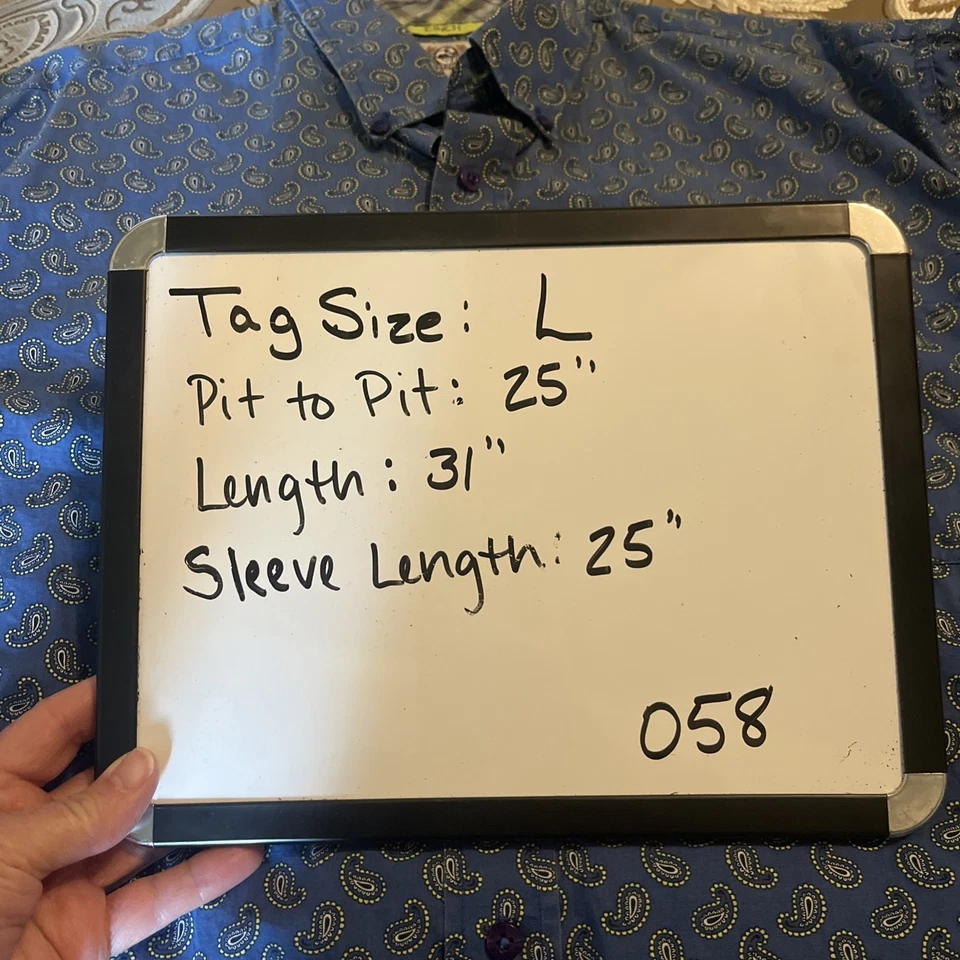 Tag Size: L
Pit to Pit: 25"
Length: 31"
Sleeve Length: 25"
058